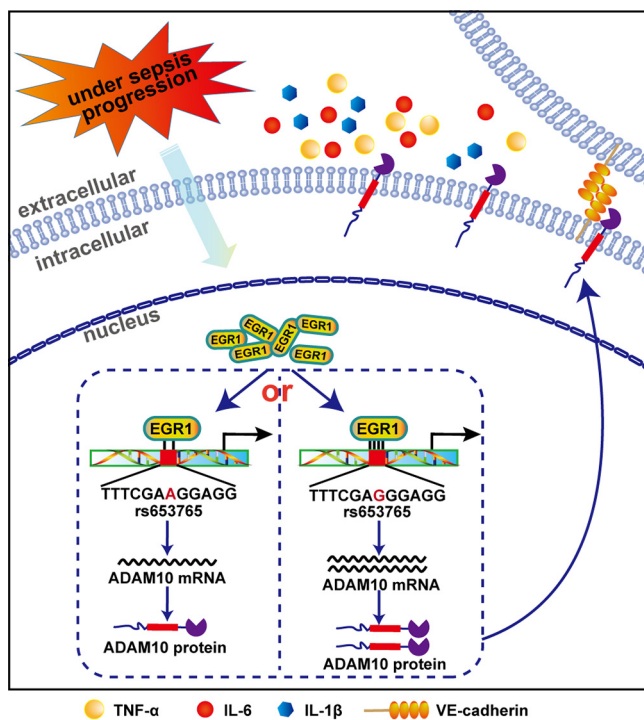 under sepsis
progression
extracellular
intracellular
nucleus
EGR1
EGR1
EGR1
EGR1
EGR1
EGR1
or
EGR1
EGR1
TTTCGAAGGAGG
rs653765
TTTCGAGGGAGG
rs653765
ADAM10 mRNA
ADAM10 mRNA
ADAM10 protein
ADAM10 protein
TNF-α
IL-6
IL-1β
VE-cadherin